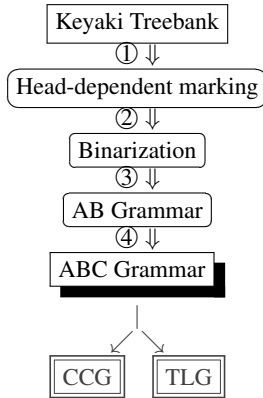 Keyaki Treebank
① ⇓
Head-dependent marking
② ⇓
Binarization
③ ⇓
AB Grammar
④ ⇓
ABC Grammar
CCG TLG